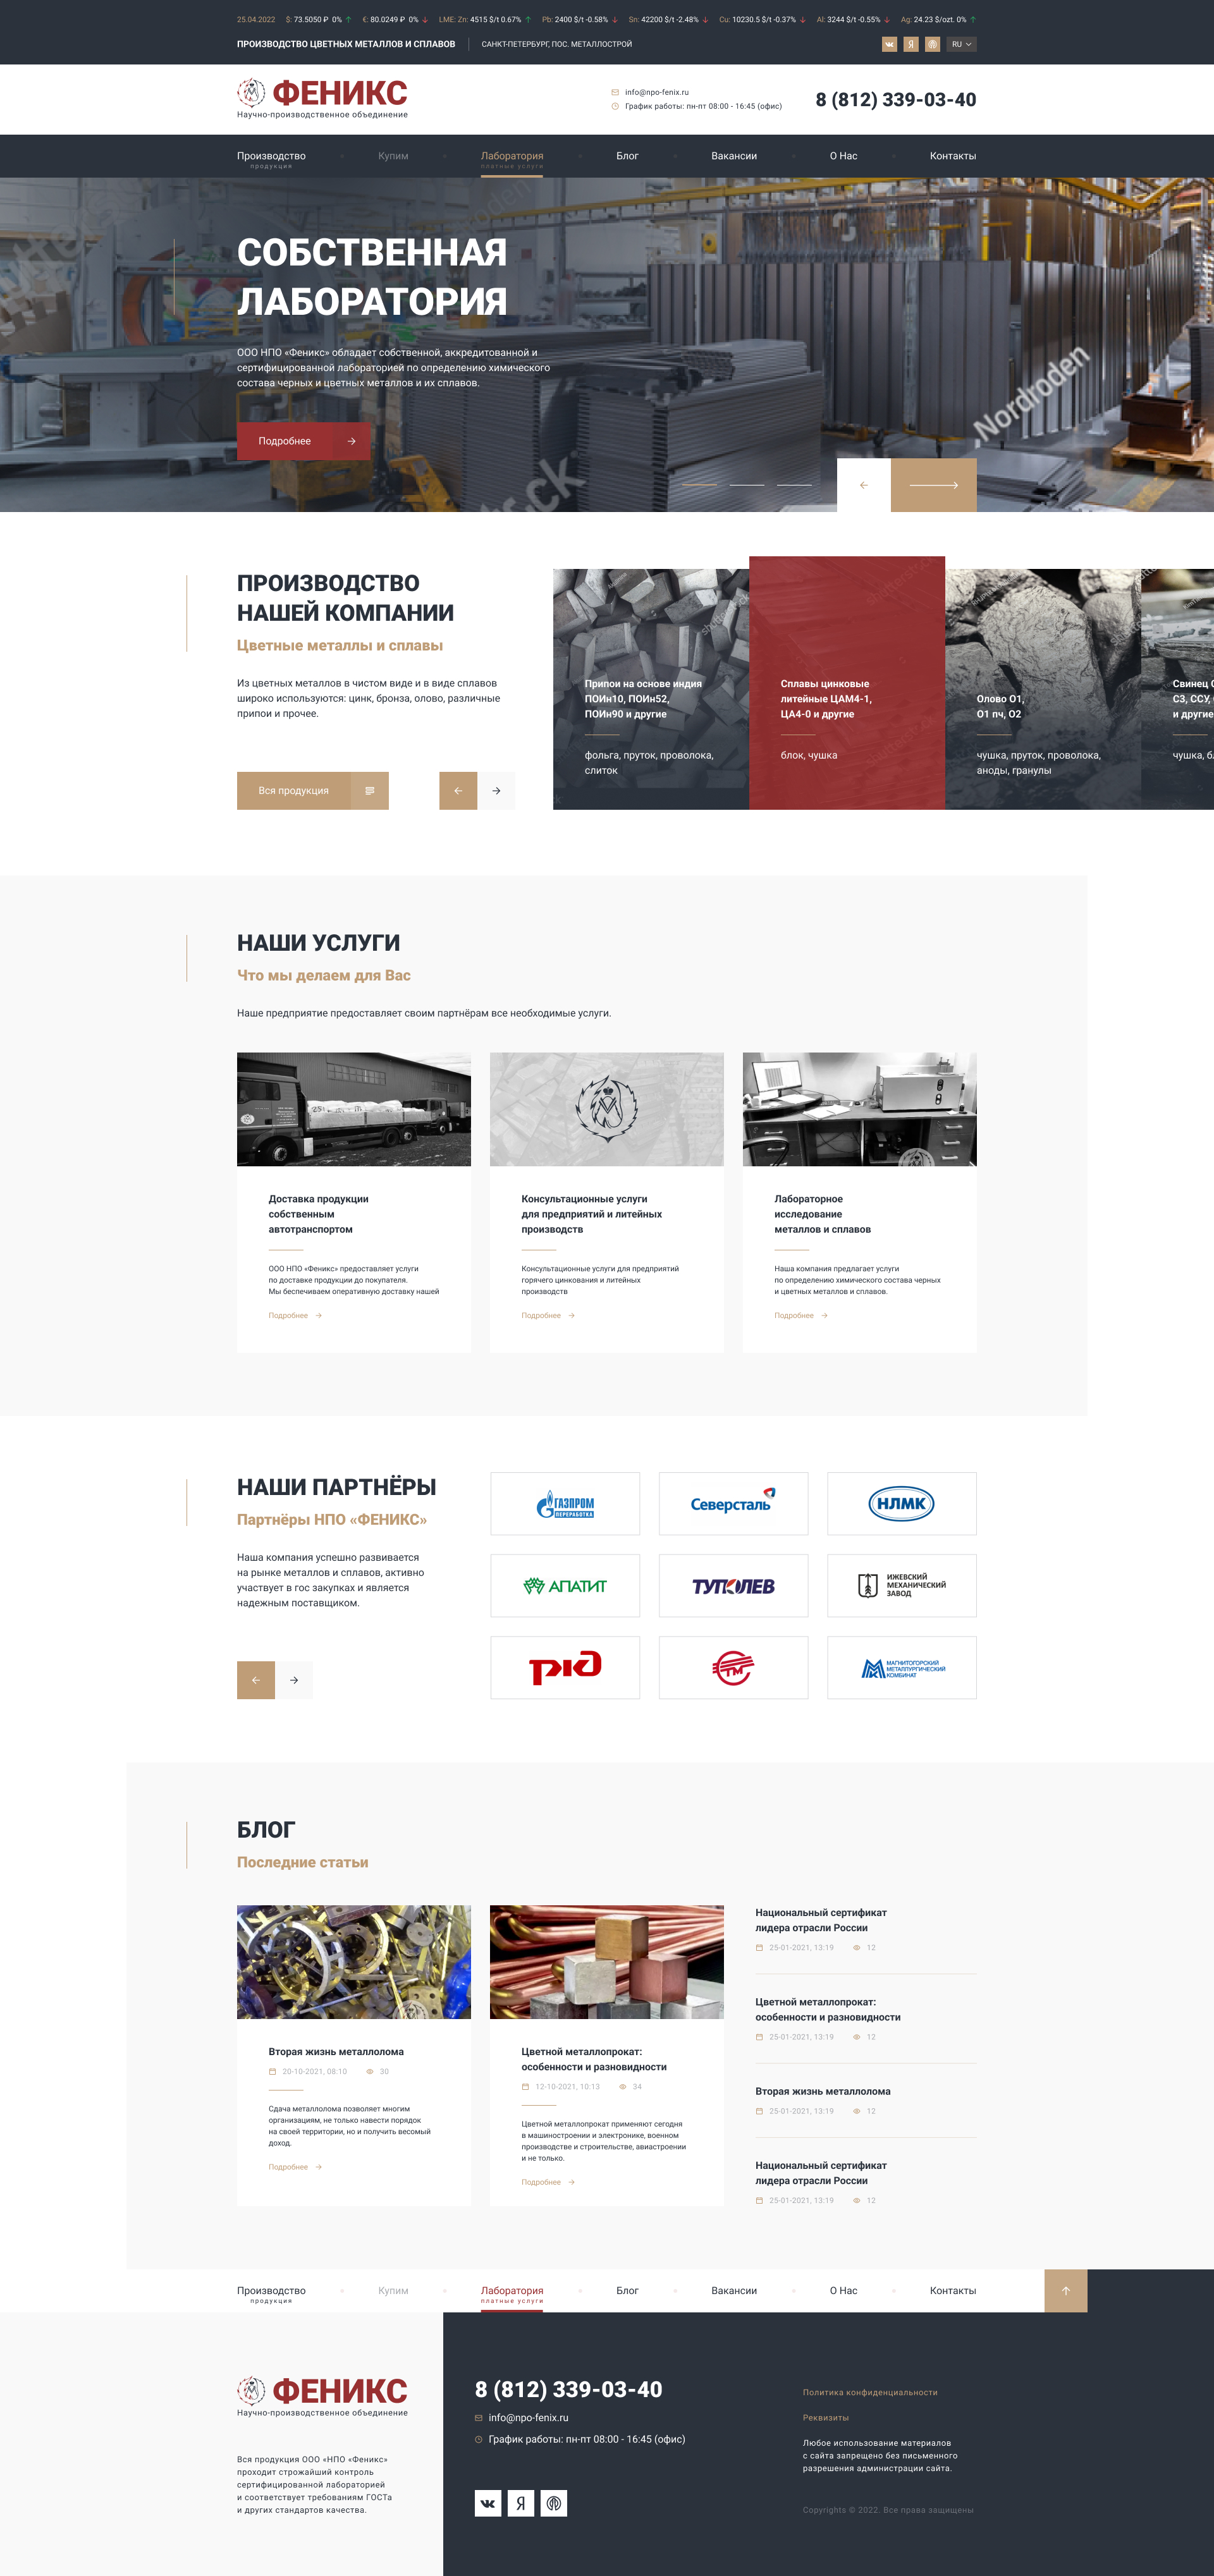 25.04.2022 $: 73.5050 ₽ 0% €: 80.0249 ₽ 0% LME: Zn: 4515 $/t 0.67% Pb: 2400 $/t -0.58% Sn: 42200 $/t -2.48% Cu: 10230.5 $/t -0.37% Al: 3244 $/t -0.55% Ag: 24.23 $/ozt. 0%
ПРОИЗВОДСТВО ЦВЕТНЫХ МЕТАЛЛОВ И СПЛАВОВ САНКТ-ПЕТЕРБУРГ, ПОС. МЕТАЛЛОСТРОЙ RU
ФЕНИКС
Научно-производственное объединение
info@npo-fenix.ru
График работы: пн-пт 08:00 - 16:45 (офис)
8 (812) 339-03-40
Производство Купим Лаборатория Блог Вакансии О Нас Контакты
продукция платные услуги
СОБСТВЕННАЯ
ЛАБОРАТОРИЯ
ООО НПО «Феникс» обладает собственной, аккредитованной и
сертифицированной лабораторией по определению химического
состава черных и цветных металлов и их сплавов.
Nordroden
Подробнее
ПРОИЗВОДСТВО
НАШЕЙ КОМПАНИИ
Цветные металлы и сплавы
Из цветных металлов в чистом виде и в виде сплавов
широко используются: цинк, бронза, олово, различные
припои и прочее.
Вся продукция
Припои на основе индия
ПОИн10, ПОИн52,
ПОИн90 и другие
фольга, пруток, проволока,
слиток
Сплавы цинковые
литейные ЦАМ4-1,
ЦА4-0 и другие
блок, чушка
Олово О1,
О1 пч, О2
чушка, пруток, проволока,
аноды, гранулы
Свинец
С3, ССУ,
и другие
чушка,
НАШИ УСЛУГИ
Что мы делаем для Вас
Наше предприятие предоставляет своим партнёрам все необходимые услуги.
Доставка продукции
собственным
автотранспортом
ООО НПО «Феникс» предоставляет услуги
по доставке продукции до покупателя.
Мы беспечиваем оперативную доставку нашей
Подробнее
Консультационные услуги
для предприятий и литейных
производств
Консультационные услуги для предприятий
горячего цинкования и литейных
производств
Подробнее
Лабораторное
исследование
металлов и сплавов
Наша компания предлагает услуги
по определению химического состава черных
и цветных металлов и сплавов.
Подробнее
НАШИ ПАРТНЁРЫ
Партнёры НПО «ФЕНИКС»
Наша компания успешно развивается
на рынке металлов и сплавов, активно
участвует в гос закупках и является
надежным поставщиком.
ГАЗПРОМ
ПЕРЕРАБОТКА
Северсталь
НЛМК
АПАТИТ
ТУПОЛЕВ
ИЖЕВСКИЙ
МЕХАНИЧЕСКИЙ
ЗАВОД
ржд
ТМ
МАГНИТОГОРСКИЙ
МЕТАЛЛУРГИЧЕСКИЙ
КОМБИНАТ
БЛОГ
Последние статьи
Вторая жизнь металлолома
20-10-2021, 08:10 30
Сдача металлолома позволяет многим
организациям, не только навести порядок
на своей территории, но и получить весомый
доход.
Подробнее
Цветной металлопрокат:
особенности и разновидности
12-10-2021, 10:13 34
Цветной металлопрокат применяют сегодня
в машиностроении и электронике, военном
производстве и строительстве, авиастроении
и не только.
Подробнее
Национальный сертификат
лидера отрасли России
25-01-2021, 13:19 12
Цветной металлопрокат:
особенности и разновидности
25-01-2021, 13:19 12
Вторая жизнь металлолома
25-01-2021, 13:19 12
Национальный сертификат
лидера отрасли России
25-01-2021, 13:19 12
Производство Купим Лаборатория Блог Вакансии О Нас Контакты
продукция платные услуги
ФЕНИКС
Научно-производственное объединение
Вся продукция ООО «НПО «Феникс»
проходит строжайший контроль
сертифицированной лабораторией
и соответствует требованиям ГОСТа
и других стандартов качества.
8 (812) 339-03-40
info@npo-fenix.ru
График работы: пн-пт 08:00 - 16:45 (офис)
Политика конфиденциальности
Реквизиты
Любое использование материалов
с сайта запрещено без письменного
разрешения администрации сайта.
Copyrights © 2022. Все права защищены